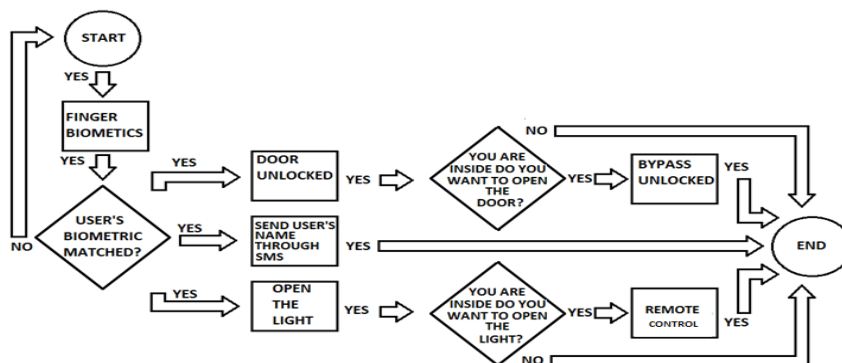 START
YES
FINGER
BIOMETICS
YES
USER'S
BIOMETRIC
MATCHED?
NO
YES
DOOR
UNLOCKED
YES
YOU ARE
INSIDE DO YOU
WANT TO OPEN
THE
DOOR?
NO
YES
BYPASS
UNLOCKED
YES
YES
SEND USER'S
NAME
THROUGH
SMS
YES
END
YES
OPEN
THE
LIGHT
YES
YOU ARE
INSIDE DO YOU
WANT TO OPEN
THE
LIGHT?
YES
REMOTE
CONTROL
YES
NO